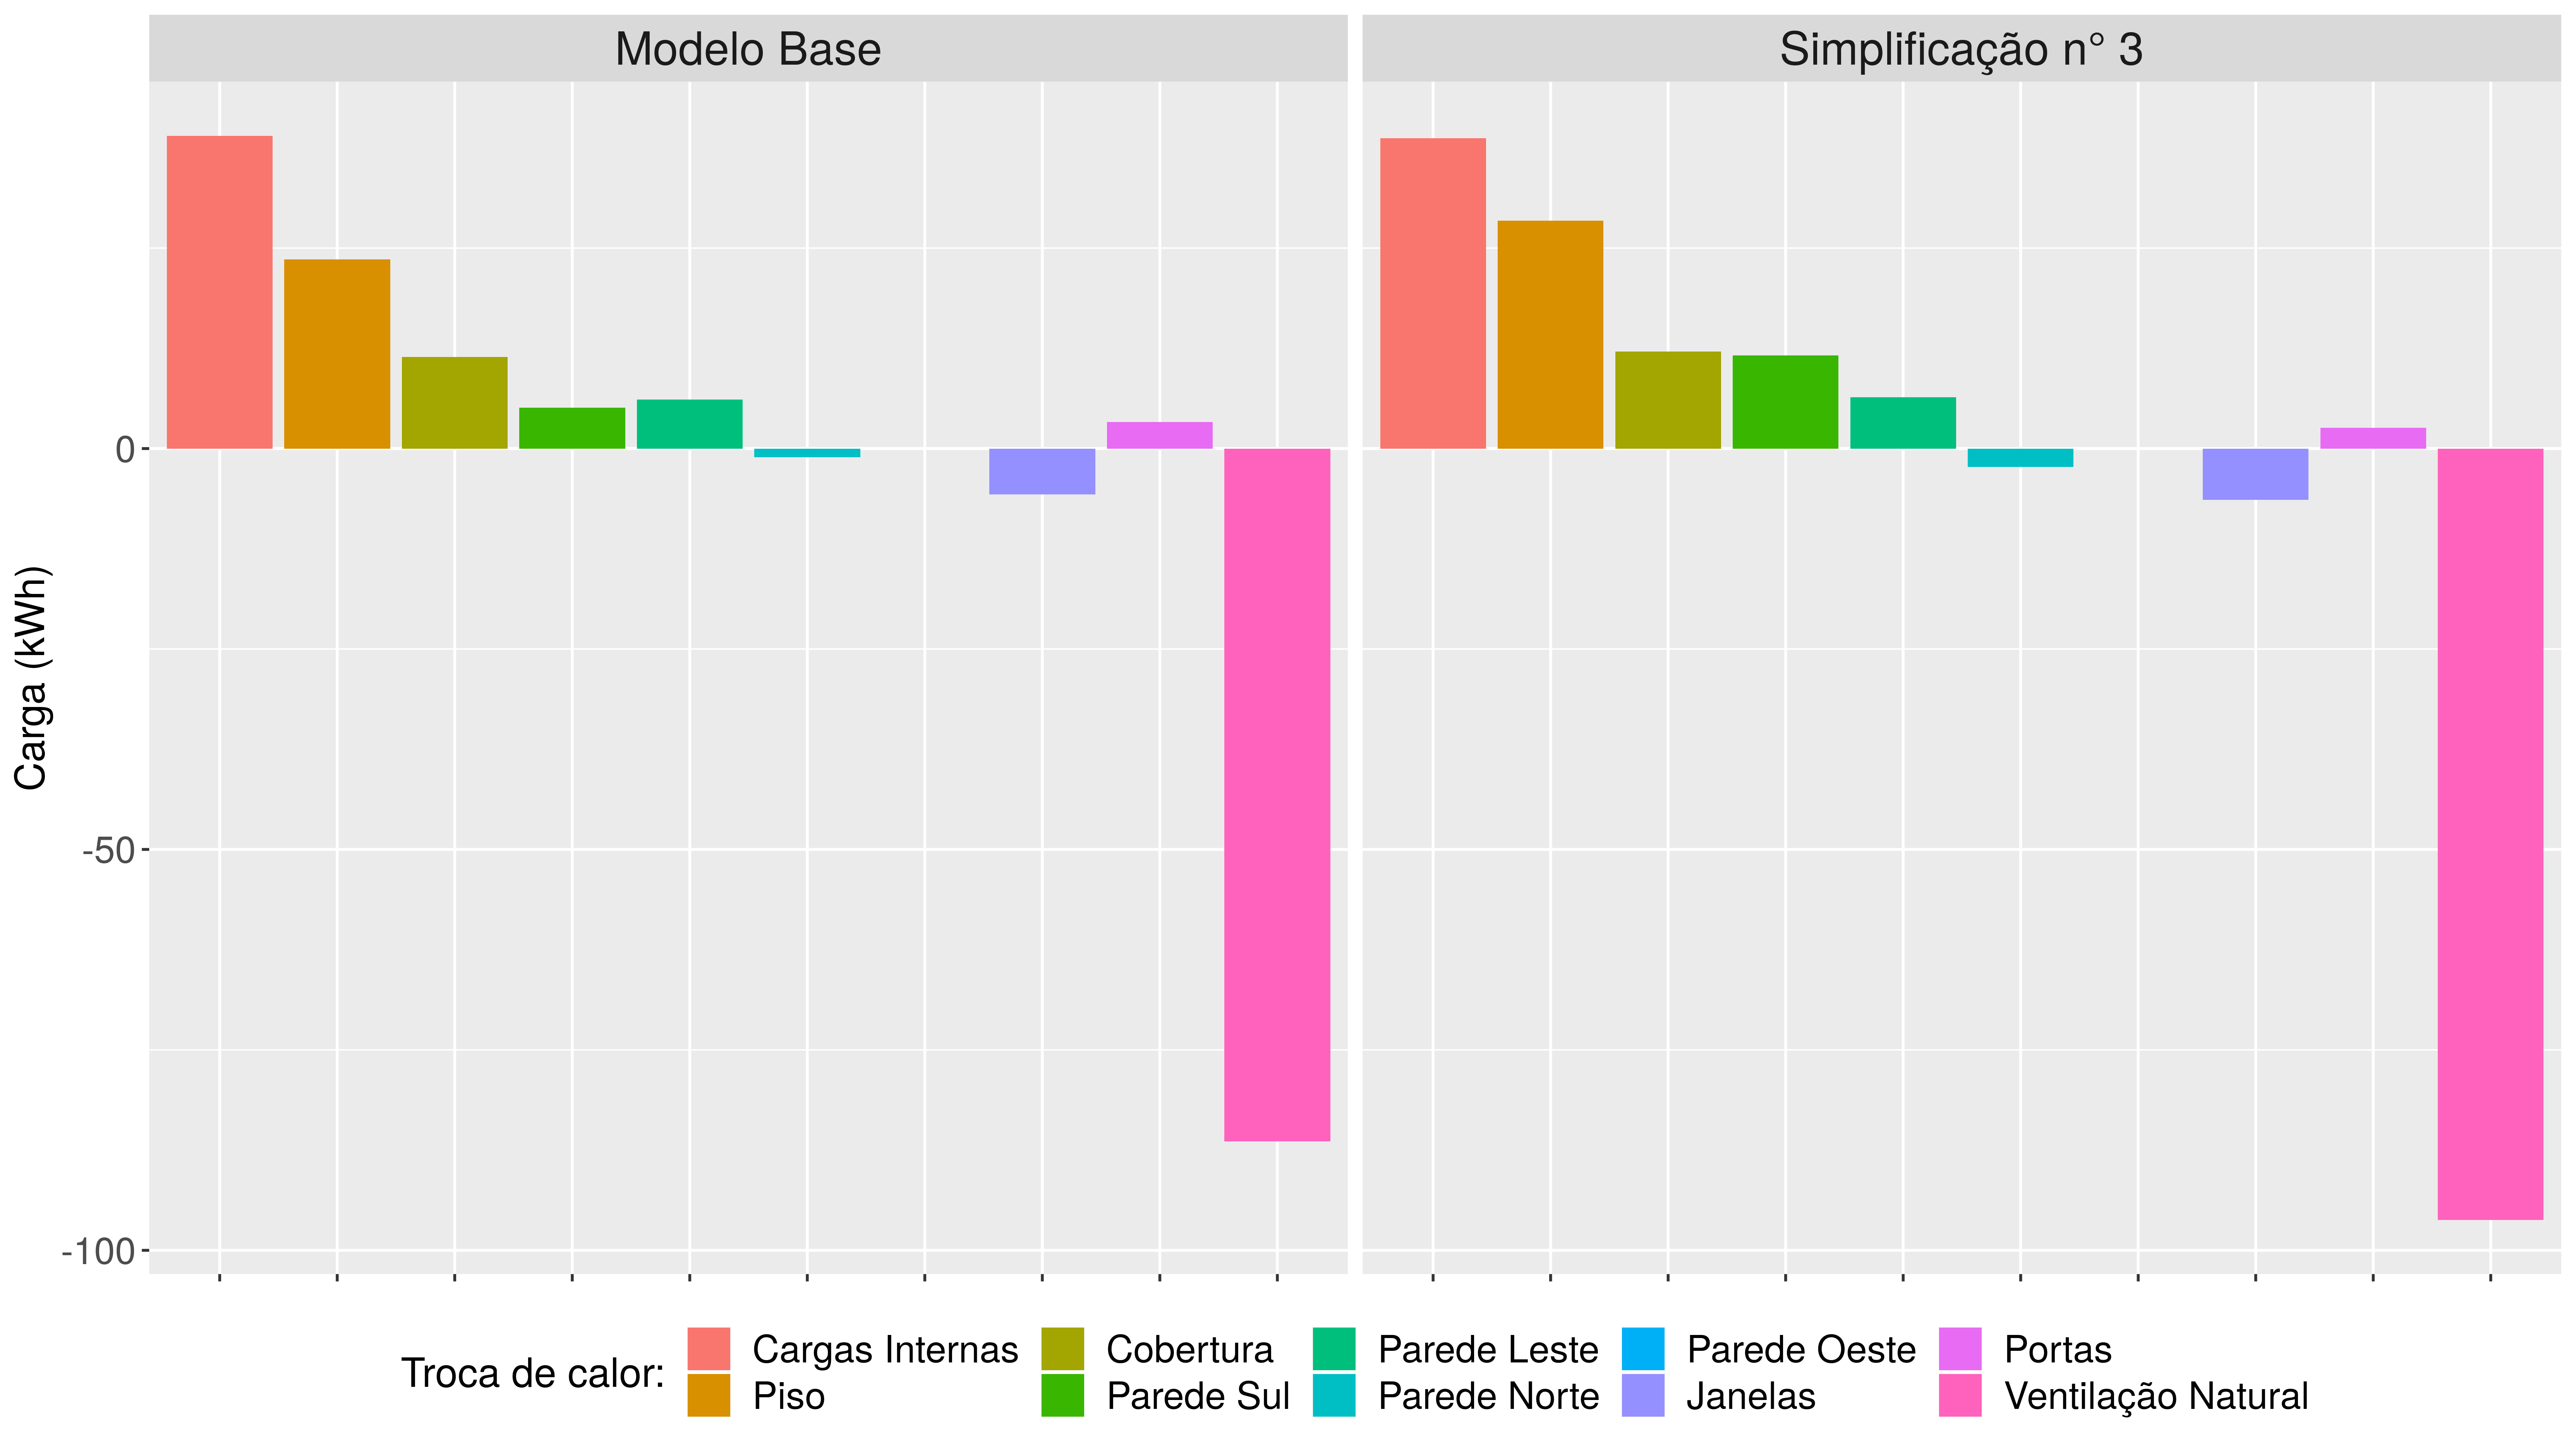 Modelo Base
Simplificação n° 3
Carga (kWh)
0
-50
-100
Troca de calor:
Cargas Internas
Cobertura
Parede Leste
Parede Oeste
Portas
Piso
Parede Sul
Parede Norte
Janelas
Ventilação Natural